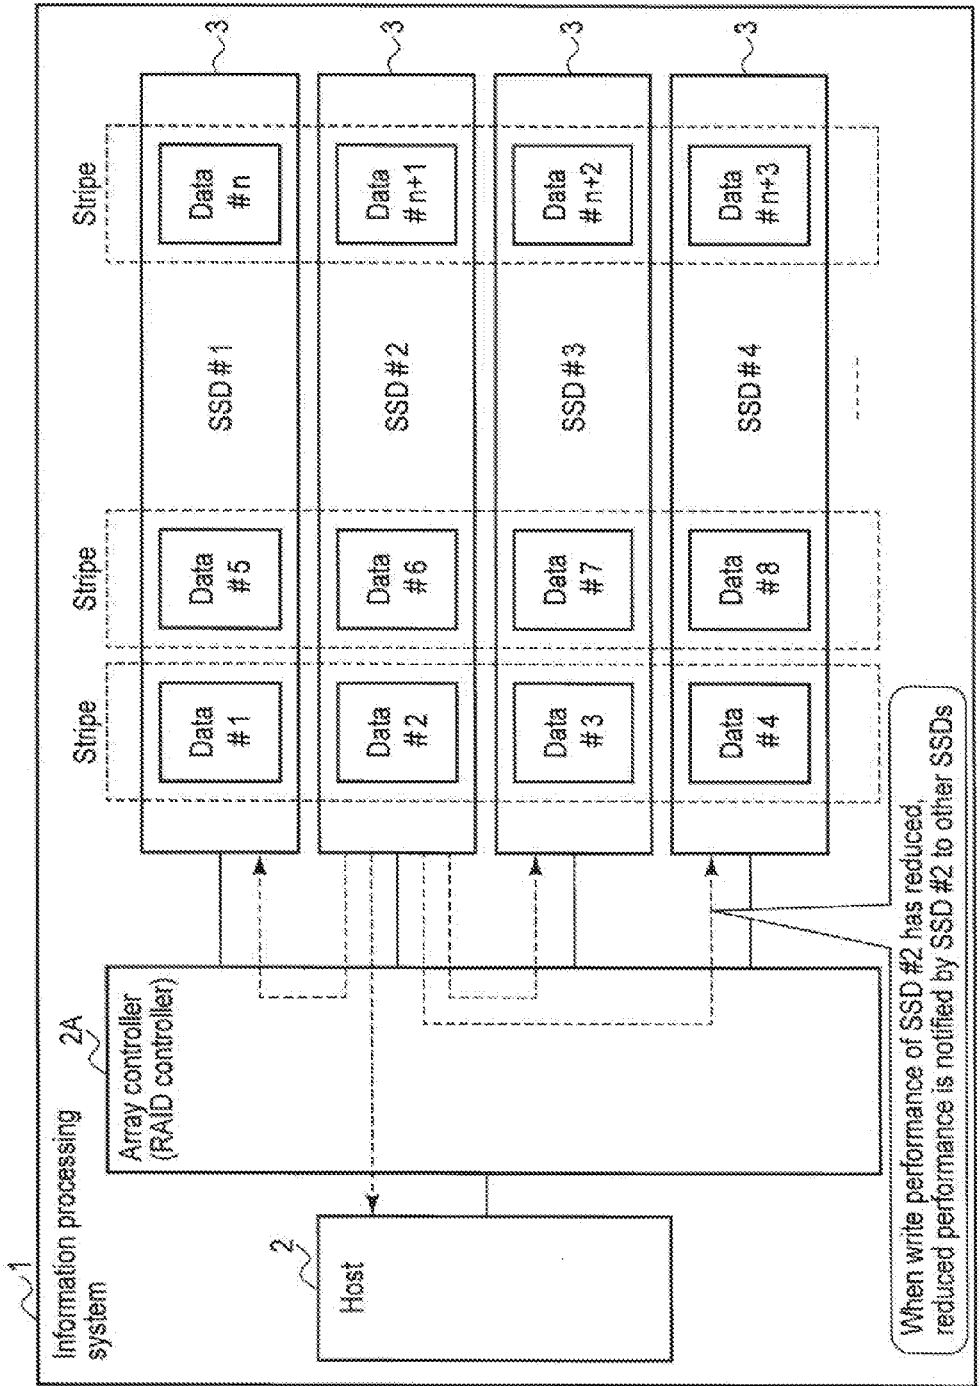 1
Information processing
system
2
Host
2A
Array controller
(RAID controller)
Stripe
Stripe
Stripe
Data
#1
Data
#5
SSD#1
Data
#n
3
Data
#2
Data
#6
SSD#2
Data
#n+1
3
Data
#3
Data
#7
SSD#3
Data
#n+2
3
Data
#4
Data
#8
SSD#4
Data
#n+3
3
When write performance of SSD #2 has reduced,
reduced performance is notified by SSD #2 to other SSDs